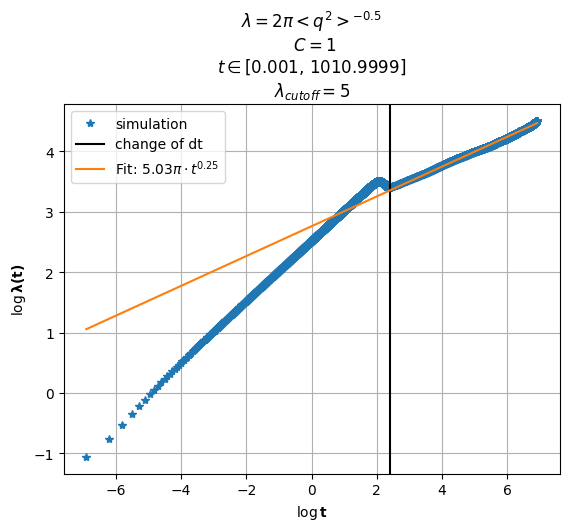 λ = 2π < q² >⁻⁰·⁵
C = 1
t ∈ [0.001, 1010.9999]
λ_cutoff = 5
simulation
change of dt
Fit: 5.03π · t⁰·²⁵
4
3
2
1
0
−1
log λ(t)
−6
−4
−2
0
2
4
6
log t